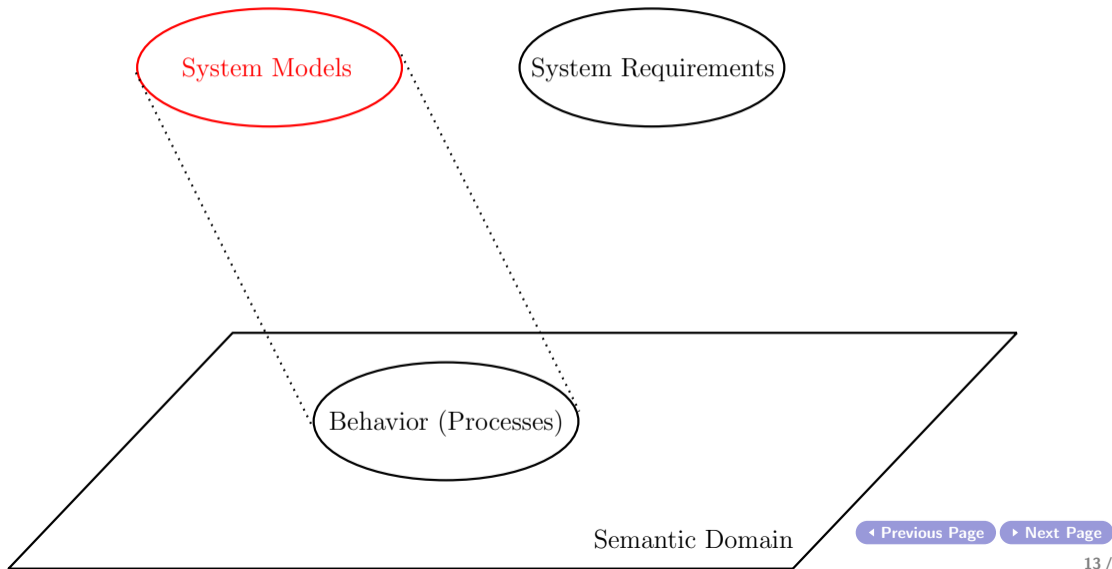 System Models
System Requirements
Behavior (Processes)
Semantic Domain
Previous Page
Next Page
13 /